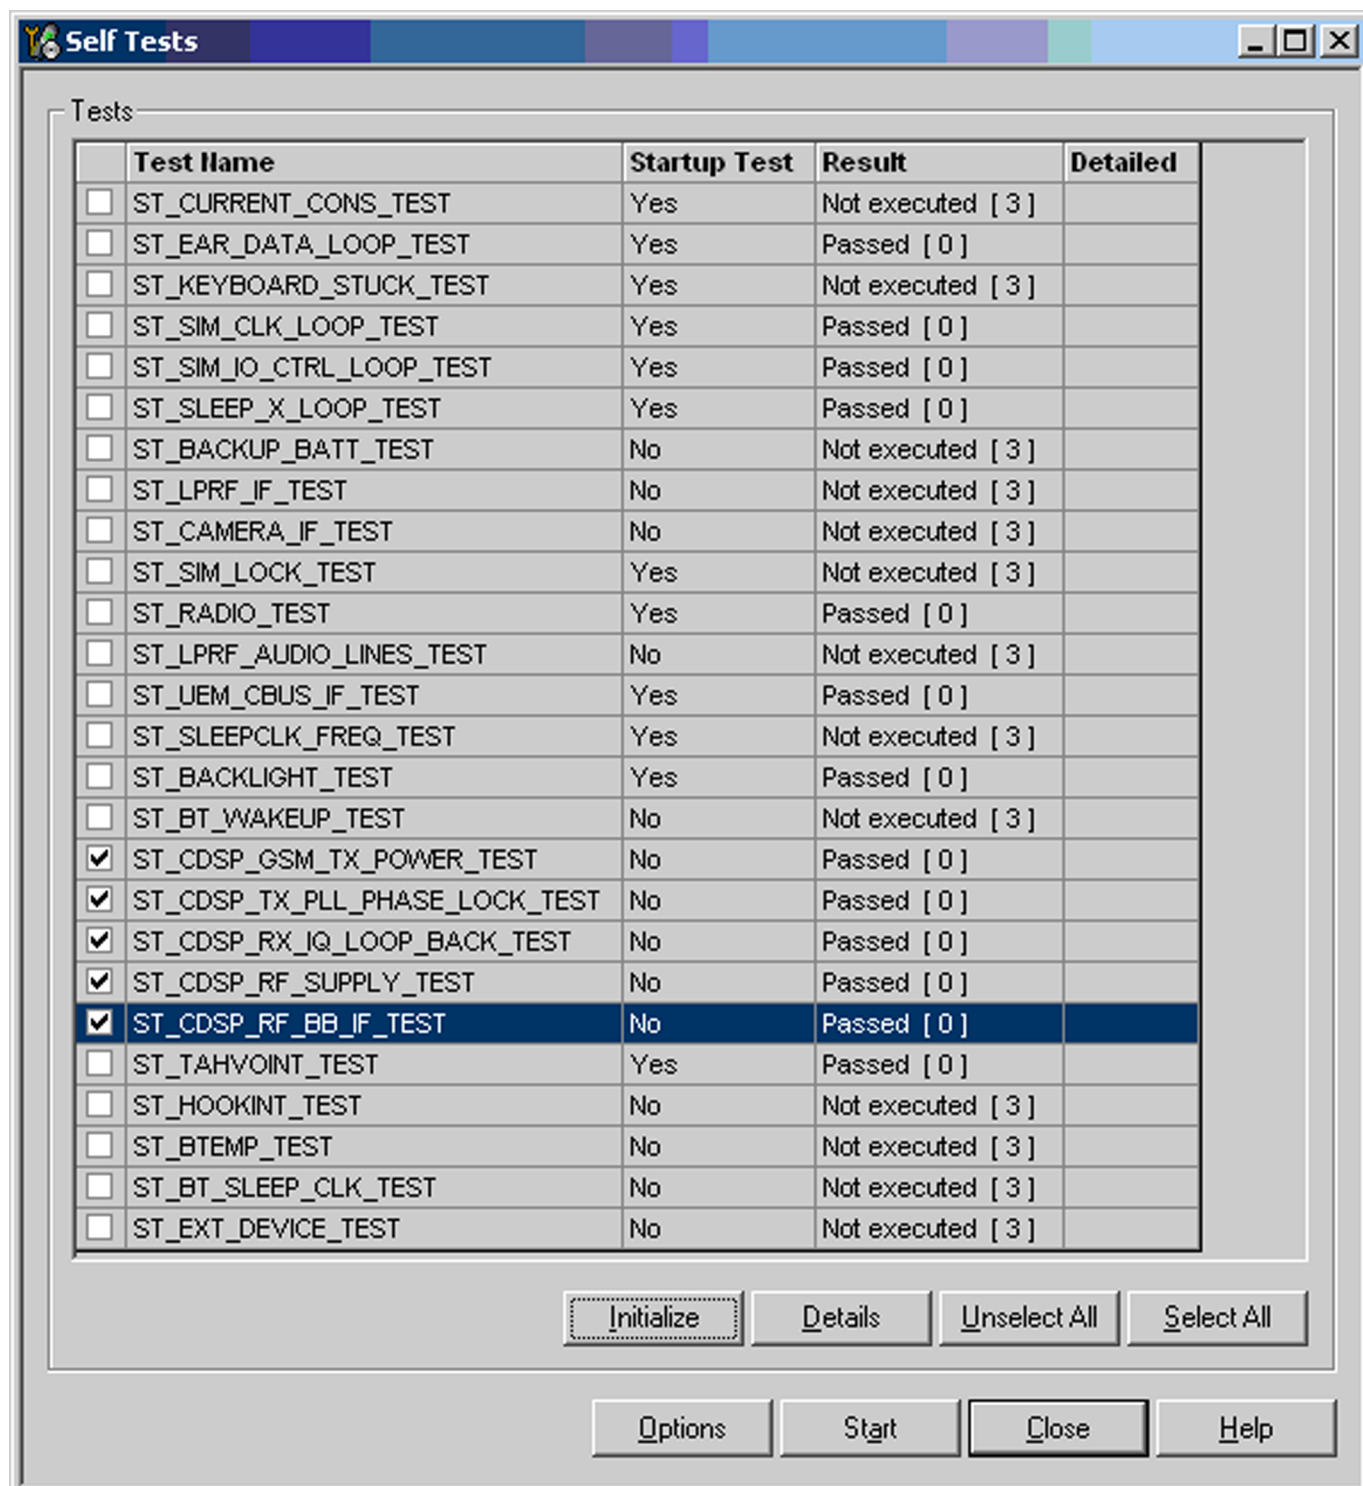 Self Tests
Tests
Test Name Startup Test Result Detailed
ST_CURRENT_CONS_TEST Yes Not executed [ 3 ]
ST_EAR_DATA_LOOP_TEST Yes Passed [ 0 ]
ST_KEYBOARD_STUCK_TEST Yes Not executed [ 3 ]
ST_SIM_CLK_LOOP_TEST Yes Passed [ 0 ]
ST_SIM_IO_CTRL_LOOP_TEST Yes Passed [ 0 ]
ST_SLEEP_X_LOOP_TEST Yes Passed [ 0 ]
ST_BACKUP_BATT_TEST No Not executed [ 3 ]
ST_LPRF_IF_TEST No Not executed [ 3 ]
ST_CAMERA_IF_TEST No Not executed [ 3 ]
ST_SIM_LOCK_TEST Yes Not executed [ 3 ]
ST_RADIO_TEST Yes Passed [ 0 ]
ST_LPRF_AUDIO_LINES_TEST No Not executed [ 3 ]
ST_UEM_CBUS_IF_TEST Yes Passed [ 0 ]
ST_SLEEPCLK_FREQ_TEST Yes Not executed [ 3 ]
ST_BACKLIGHT_TEST Yes Passed [ 0 ]
ST_BT_WAKEUP_TEST No Not executed [ 3 ]
ST_CDSP_GSM_TX_POWER_TEST No Passed [ 0 ]
ST_CDSP_TX_PLL_PHASE_LOCK_TEST No Passed [ 0 ]
ST_CDSP_RX_IQ_LOOP_BACK_TEST No Passed [ 0 ]
ST_CDSP_RF_SUPPLY_TEST No Passed [ 0 ]
ST_CDSP_RF_BB_IF_TEST No Passed [ 0 ]
ST_TAHVOINT_TEST Yes Passed [ 0 ]
ST_HOOKINT_TEST No Not executed [ 3 ]
ST_BTEMP_TEST No Not executed [ 3 ]
ST_BT_SLEEP_CLK_TEST No Not executed [ 3 ]
ST_EXT_DEVICE_TEST No Not executed [ 3 ]
Initialize Details Unselect All Select All
Options Start Close Help